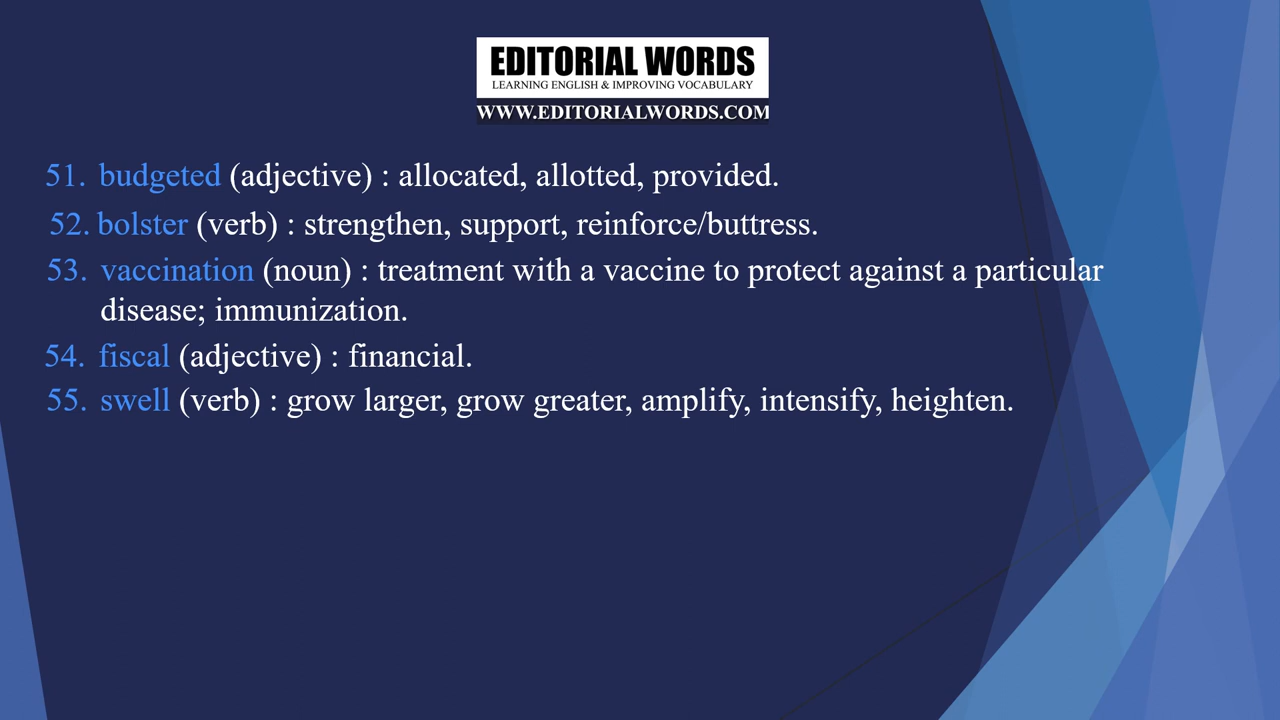 EDITORIAL WORDS
LEARNING ENGLISH & IMPROVING VOCABULARY
WWW.EDITORIALWORDS.COM
51. budgeted (adjective) : allocated, allotted, provided.
52. bolster (verb) : strengthen, support, reinforce/buttress.
53. vaccination (noun) : treatment with a vaccine to protect against a particular
disease; immunization.
54. fiscal (adjective) : financial.
55. swell (verb) : grow larger, grow greater, amplify, intensify, heighten.